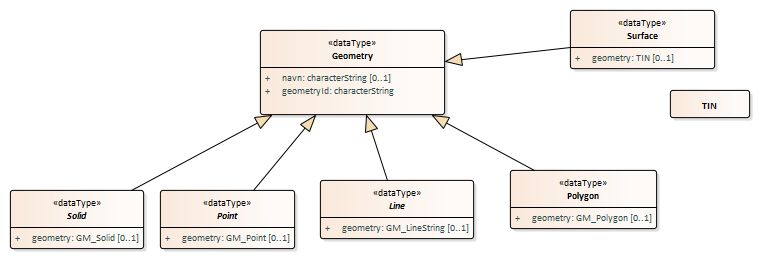 «dataType»
Geometry
+ navn: characterString [0..1]
+ geometryId: characterString
«dataType»
Surface
+ geometry: TIN [0..1]
TIN
«dataType»
Solid
+ geometry: GM_Solid [0..1]
«dataType»
Point
+ geometry: GM_Point [0..1]
«dataType»
Line
+ geometry: GM_LineString [0..1]
«dataType»
Polygon
+ geometry: GM_Polygon [0..1]